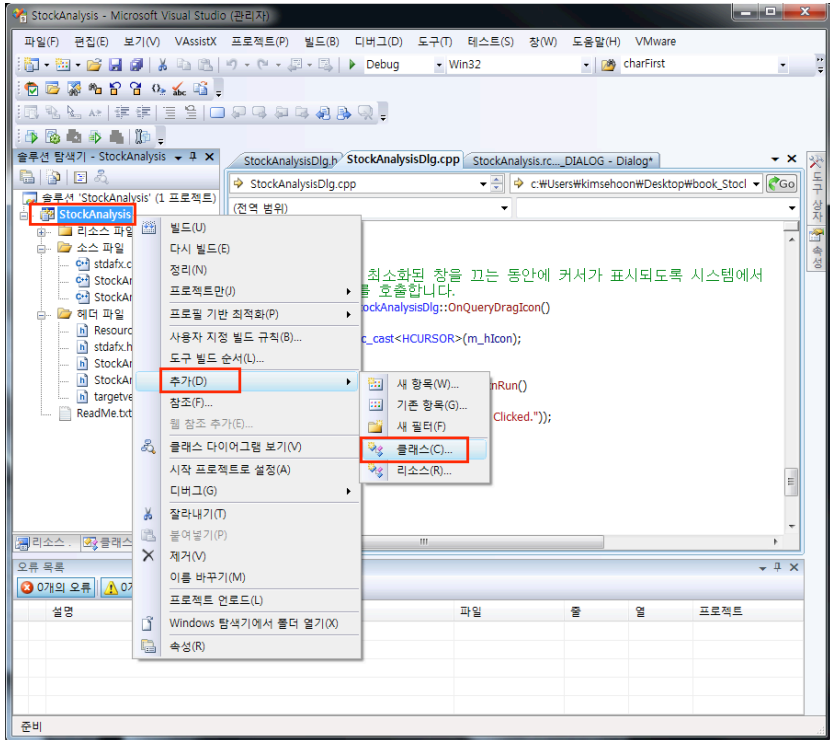 StockAnalysis - Microsoft Visual Studio (관리자)
파일(F) 편집(E) 보기(V) VAssistX 프로젝트(P) 빌드(B) 디버그(D) 도구(T) 테스트(S) 창(W) 도움말(H) VMware
Debug Win32 charFirst
솔루션 탐색기 - StockAnalysis
StockAnalysisDlg.h StockAnalysisDlg.cpp StockAnalysis.rc..._DIALOG - Dialog*
StockAnalysisDlg.cpp
c:₩Users₩kimsehoon₩Desktop₩book_Stocl
Go
(전역 범위)
도구 상자
속성
솔루션 'StockAnalysis' (1 프로젝트)
StockAnalysis
리소스 파일
소스 파일
stdafx.c
StockAr
StockAr
헤더 파일
Resourc
stdafx.h
StockAr
StockAr
targetve
ReadMe.txt
최소화된 창을 끄는 동안에 커서가 표시되도록 시스템에서
를 호출합니다.
ockAnalysisDlg::OnQueryDragIcon()
c_cast<HCURSOR>(m_hIcon);
nRun()
Clicked."));
빌드(U)
다시 빌드(E)
정리(N)
프로젝트만(J)
프로필 기반 최적화(P)
사용자 지정 빌드 규칙(B)...
도구 빌드 순서(L)...
추가(D)
참조(F)...
웹 참조 추가(E)...
클래스 다이어그램 보기(V)
시작 프로젝트로 설정(A)
디버그(G)
잘라내기(T)
붙여넣기(P)
제거(V)
이름 바꾸기(M)
프로젝트 언로드(L)
Windows 탐색기에서 폴더 열기(X)
속성(R)
새 항목(W)...
기존 항목(G)...
새 필터(F)
클래스(C)...
리소스(R)...
리소스 . 클래스
오류 목록
0개의 오류 0개
설명 파일 줄 열 프로젝트
준비